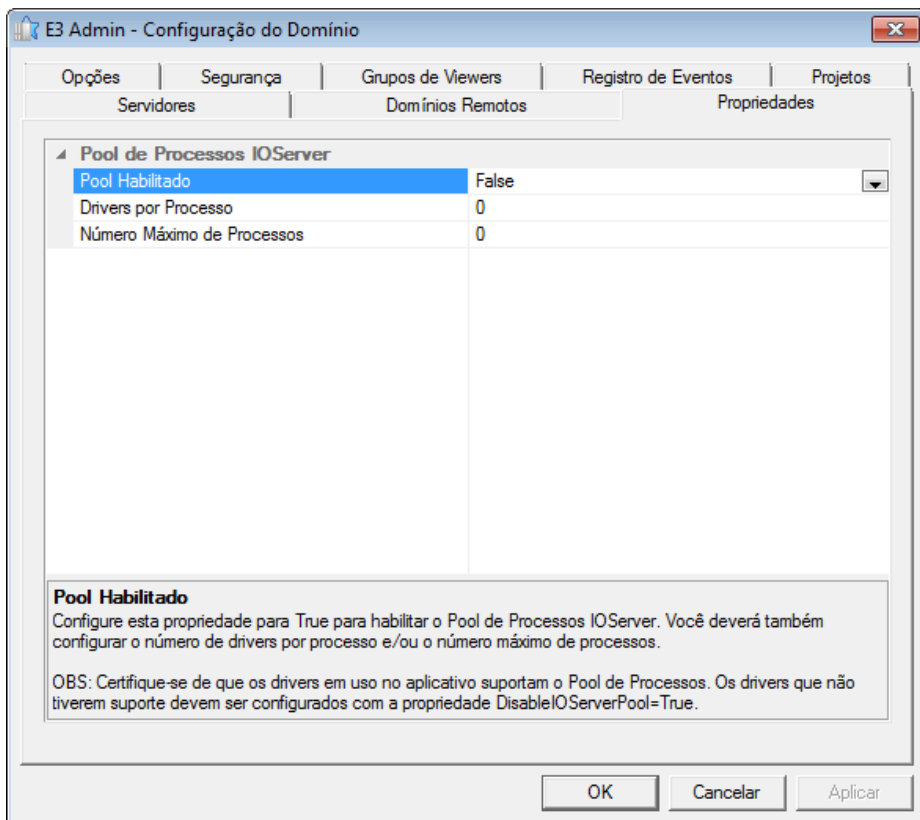 E3 Admin - Configuração do Domínio
Opções Segurança Grupos de Viewers Registro de Eventos Projetos
Servidores Domínios Remotos Propriedades
Pool de Processos IOServer
Pool Habilitado False
Drivers por Processo 0
Número Máximo de Processos 0
Pool Habilitado
Configure esta propriedade para True para habilitar o Pool de Processos IOServer. Você deverá também
configurar o número de drivers por processo e/ou o número máximo de processos.
OBS: Certifique-se de que os drivers em uso no aplicativo suportam o Pool de Processos. Os drivers que não
tiverem suporte devem ser configurados com a propriedade DisableIOServerPool=True.
OK Cancelar Aplicar